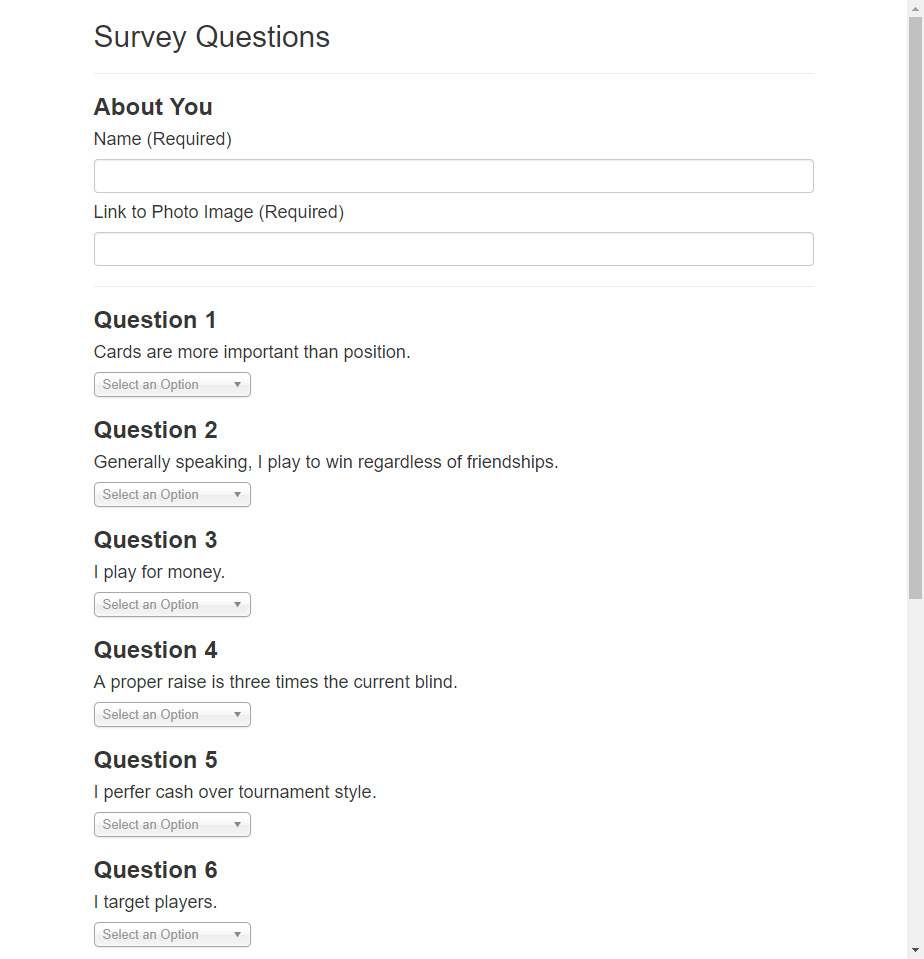 Survey Questions
About You
Name (Required)
Link to Photo Image (Required)
Question 1
Cards are more important than position.
Select an Option
Question 2
Generally speaking, I play to win regardless of friendships.
Select an Option
Question 3
I play for money.
Select an Option
Question 4
A proper raise is three times the current blind.
Select an Option
Question 5
I perfer cash over tournament style.
Select an Option
Question 6
I target players.
Select an Option